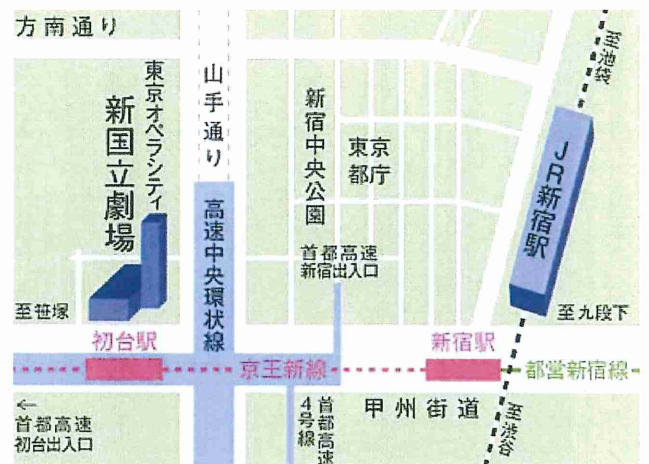 方南通り
山手通り
東京オペラシティ
新国立劇場
新宿中央公園
東京
都庁
至池袋
JR新宿駅
高速中央環状線
首都高速
新宿出入口
至笹塚
至九段下
初台駅
新宿駅
京王新線
都営新宿線
←
首都高速
初台出入口
首都高速
4号線
甲州街道
至渋谷